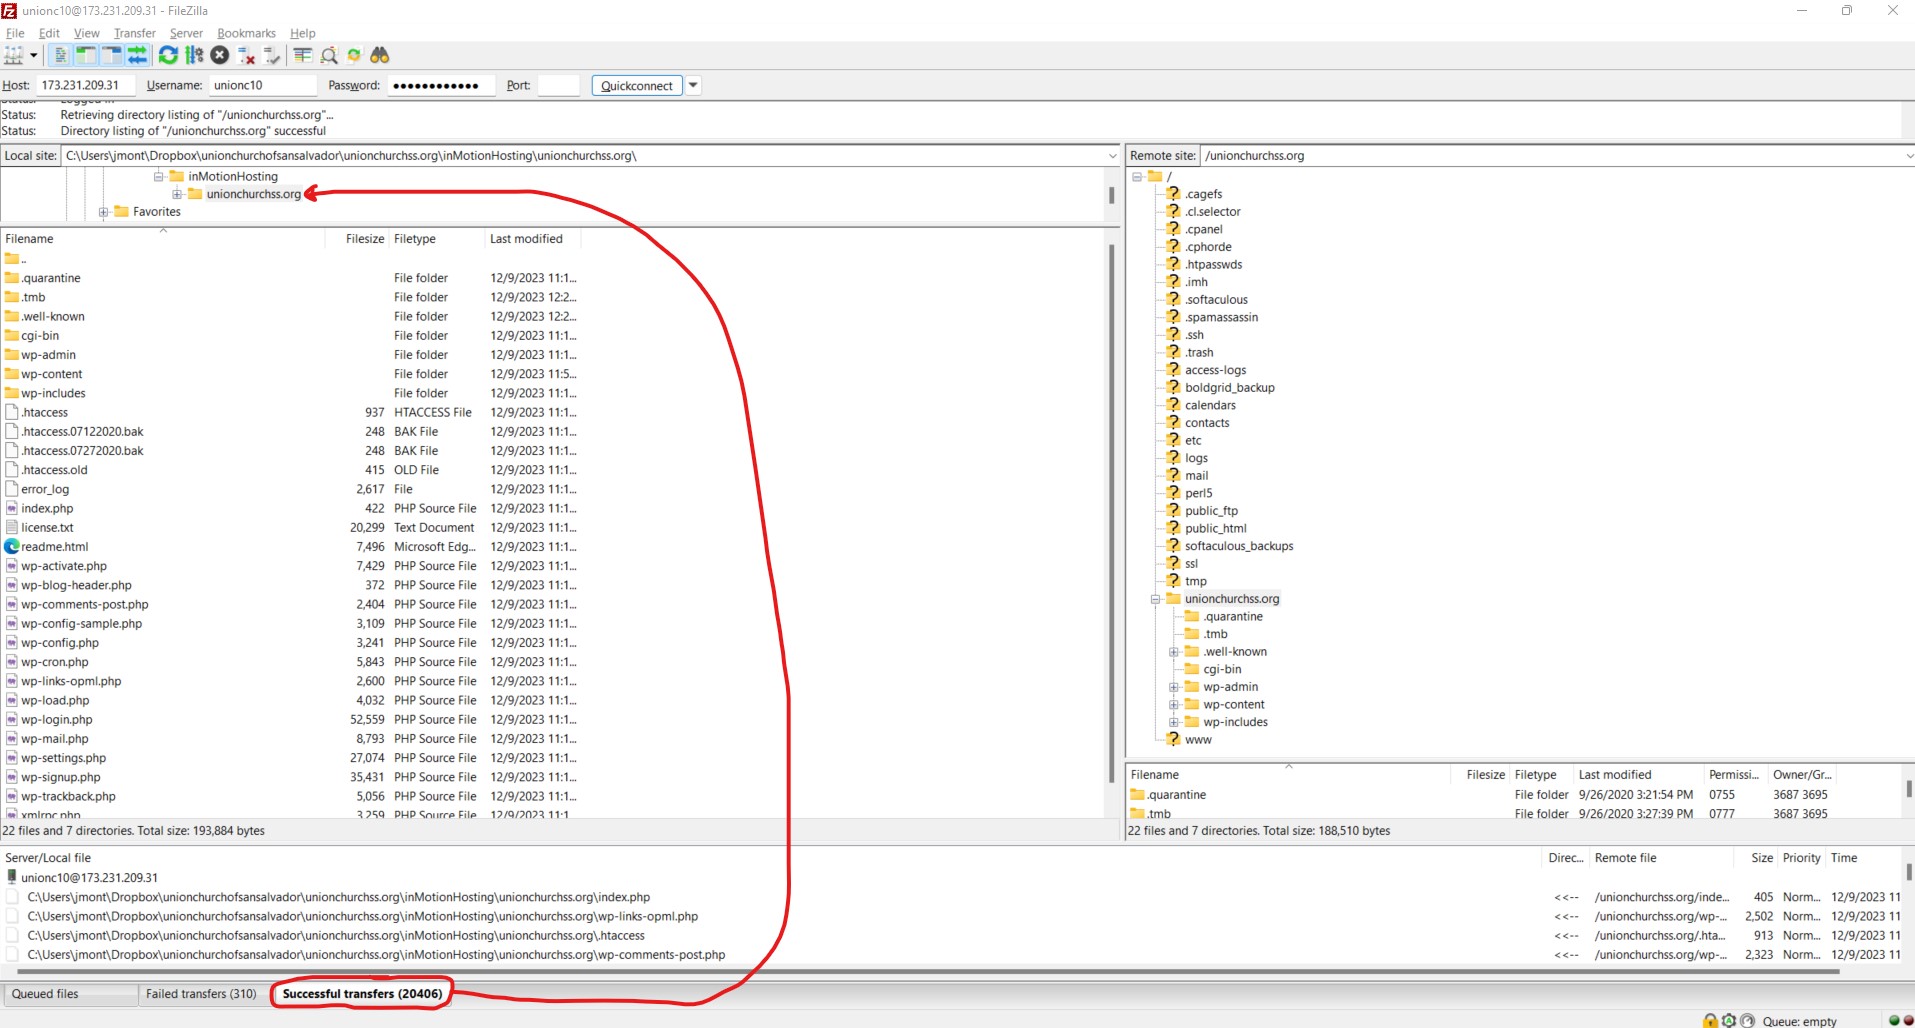 unionc10@173.231.209.31 - FileZilla
File Edit View Transfer Server Bookmarks Help
Host: 173.231.209.31 Username: unionc10 Password: ●●●●●●●●●●●● Port: Quickconnect
Status: Logged in
Status: Retrieving directory listing of "/unionchurchss.org"...
Status: Directory listing of "/unionchurchss.org" successful
Local site: C:\Users\jmont\Dropbox\unionchurchofsansalvador\unionchurchss.org\inMotionHosting\unionchurchss.org\
inMotionHosting
unionchurchss.org
Favorites
Filename Filesize Filetype Last modified
..
.quarantine File folder 12/9/2023 11:1...
.tmb File folder 12/9/2023 12:2...
.well-known File folder 12/9/2023 12:2...
cgi-bin File folder 12/9/2023 11:1...
wp-admin File folder 12/9/2023 11:1...
wp-content File folder 12/9/2023 11:5...
wp-includes File folder 12/9/2023 11:1...
.htaccess 937 HTACCESS File 12/9/2023 11:1...
.htaccess.07122020.bak 248 BAK File 12/9/2023 11:1...
.htaccess.07272020.bak 248 BAK File 12/9/2023 11:1...
.htaccess.old 415 OLD File 12/9/2023 11:1...
error_log 2,617 File 12/9/2023 11:1...
index.php 422 PHP Source File 12/9/2023 11:1...
license.txt 20,299 Text Document 12/9/2023 11:1...
readme.html 7,496 Microsoft Edg... 12/9/2023 11:1...
wp-activate.php 7,429 PHP Source File 12/9/2023 11:1...
wp-blog-header.php 372 PHP Source File 12/9/2023 11:1...
wp-comments-post.php 2,404 PHP Source File 12/9/2023 11:1...
wp-config-sample.php 3,109 PHP Source File 12/9/2023 11:1...
wp-config.php 3,241 PHP Source File 12/9/2023 11:1...
wp-cron.php 5,843 PHP Source File 12/9/2023 11:1...
wp-links-opml.php 2,600 PHP Source File 12/9/2023 11:1...
wp-load.php 4,032 PHP Source File 12/9/2023 11:1...
wp-login.php 52,559 PHP Source File 12/9/2023 11:1...
wp-mail.php 8,793 PHP Source File 12/9/2023 11:1...
wp-settings.php 27,074 PHP Source File 12/9/2023 11:1...
wp-signup.php 35,431 PHP Source File 12/9/2023 11:1...
wp-trackback.php 5,056 PHP Source File 12/9/2023 11:1...
xmlrpc.php 3,259 PHP Source File 12/9/2023 11:1...
22 files and 7 directories. Total size: 193,884 bytes
Remote site: /unionchurchss.org
/
.cagefs
.cl.selector
.cpanel
.cphorde
.htpasswds
.imh
.softaculous
.spamassassin
.ssh
.trash
access-logs
boldgrid_backup
calendars
contacts
etc
logs
mail
perl5
public_ftp
public_html
softaculous_backups
ssl
tmp
unionchurchss.org
.quarantine
.tmb
.well-known
cgi-bin
wp-admin
wp-content
wp-includes
www
Filename Filesize Filetype Last modified Permissi... Owner/Gr...
.quarantine File folder 9/26/2020 3:21:54 PM 0755 3687 3695
.tmb File folder 9/26/2020 3:27:39 PM 0777 3687 3695
22 files and 7 directories. Total size: 188,510 bytes
Server/Local file Direc... Remote file Size Priority Time
unionc10@173.231.209.31
C:\Users\jmont\Dropbox\unionchurchofsansalvador\unionchurchss.org\inMotionHosting\unionchurchss.org\index.php <<-- /unionchurchss.org/inde... 405 Norm... 12/9/2023 11
C:\Users\jmont\Dropbox\unionchurchofsansalvador\unionchurchss.org\inMotionHosting\unionchurchss.org\wp-links-opml.php <<-- /unionchurchss.org/wp-... 2,502 Norm... 12/9/2023 11
C:\Users\jmont\Dropbox\unionchurchofsansalvador\unionchurchss.org\inMotionHosting\unionchurchss.org\.htaccess <<-- /unionchurchss.org/.hta... 913 Norm... 12/9/2023 11
C:\Users\jmont\Dropbox\unionchurchofsansalvador\unionchurchss.org\inMotionHosting\unionchurchss.org\wp-comments-post.php <<-- /unionchurchss.org/wp-... 2,323 Norm... 12/9/2023 11
Queued files Failed transfers (310) Successful transfers (20406)
Queue: empty